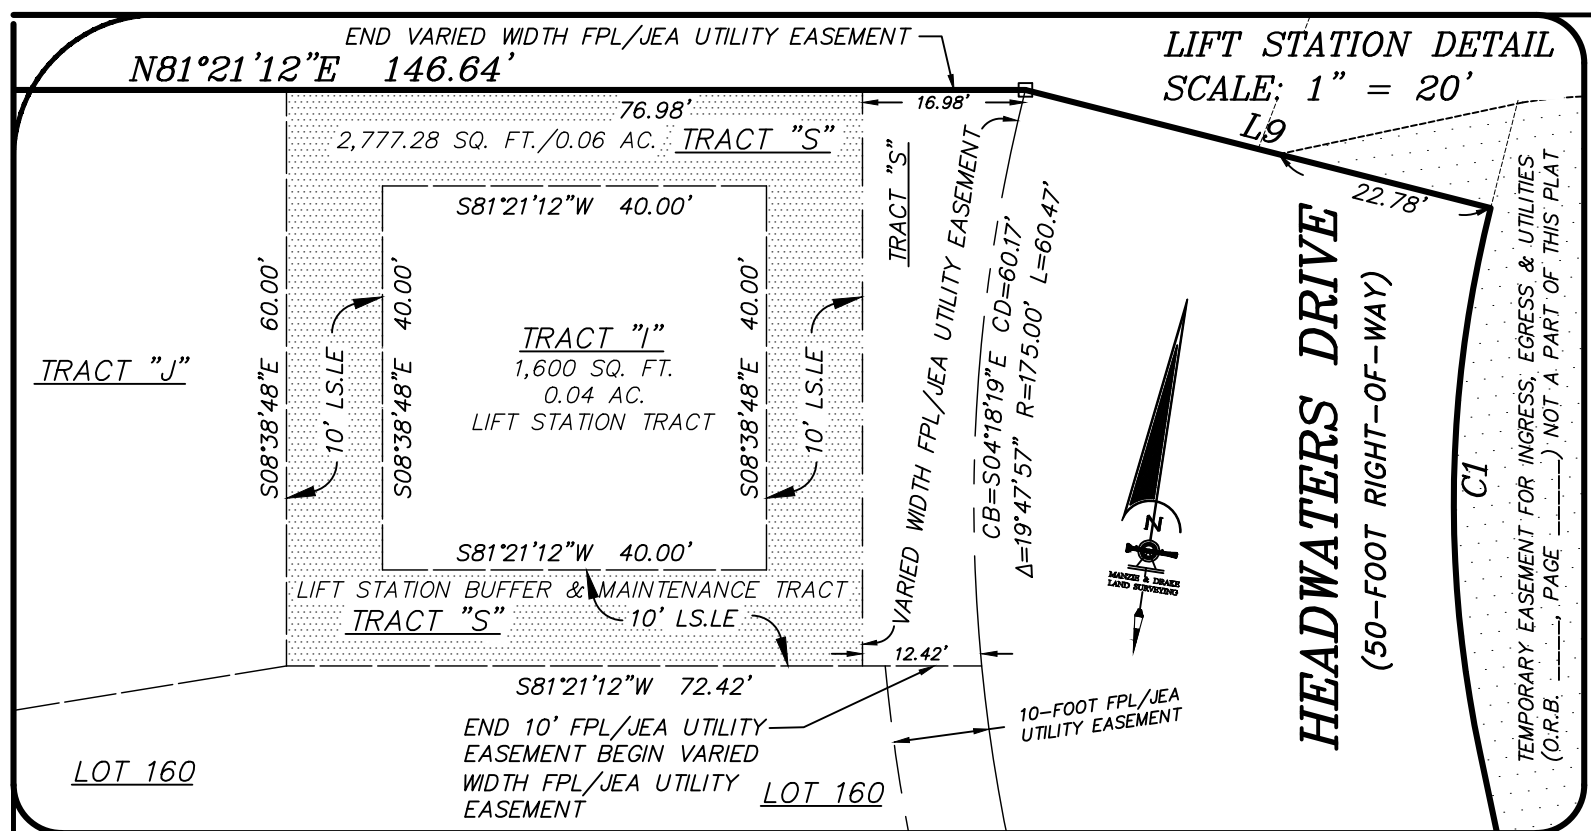 END VARIED WIDTH FPL/JEA UTILITY EASEMENT
N81°21'12"E 146.64'
LIFT STATION DETAIL
SCALE: 1" = 20'
76.98'
16.98'
2,777.28 SQ. FT./0.06 AC. TRACT "S"
L9
22.78'
S81°21'12"W 40.00'
TRACT "S"
VARIED WIDTH FPL/JEA UTILITY EASEMENT
CB=S04°18'19"E CD=60.17'
Δ=19°47'57" R=175.00' L=60.47'
S08°38'48"E 60.00'
10' LS.LE
S08°38'48"E 40.00'
TRACT "I"
1,600 SQ. FT.
0.04 AC.
LIFT STATION TRACT
S08°38'48"E 40.00'
10' LS.LE
TRACT "J"
HEADWATERS DRIVE
(50-FOOT RIGHT-OF-WAY)
C1
TEMPORARY EASEMENT FOR INGRESS, EGRESS & UTILITIES
(O.R.B. _____, PAGE _____) NOT A PART OF THIS PLAT
N
MANZIE & DRAKE
LAND SURVEYING
S81°21'12"W 40.00'
LIFT STATION BUFFER & MAINTENANCE TRACT
TRACT "S"
10' LS.LE
12.42'
S81°21'12"W 72.42'
END 10' FPL/JEA UTILITY
EASEMENT BEGIN VARIED
WIDTH FPL/JEA UTILITY
EASEMENT
10-FOOT FPL/JEA
UTILITY EASEMENT
LOT 160
LOT 160